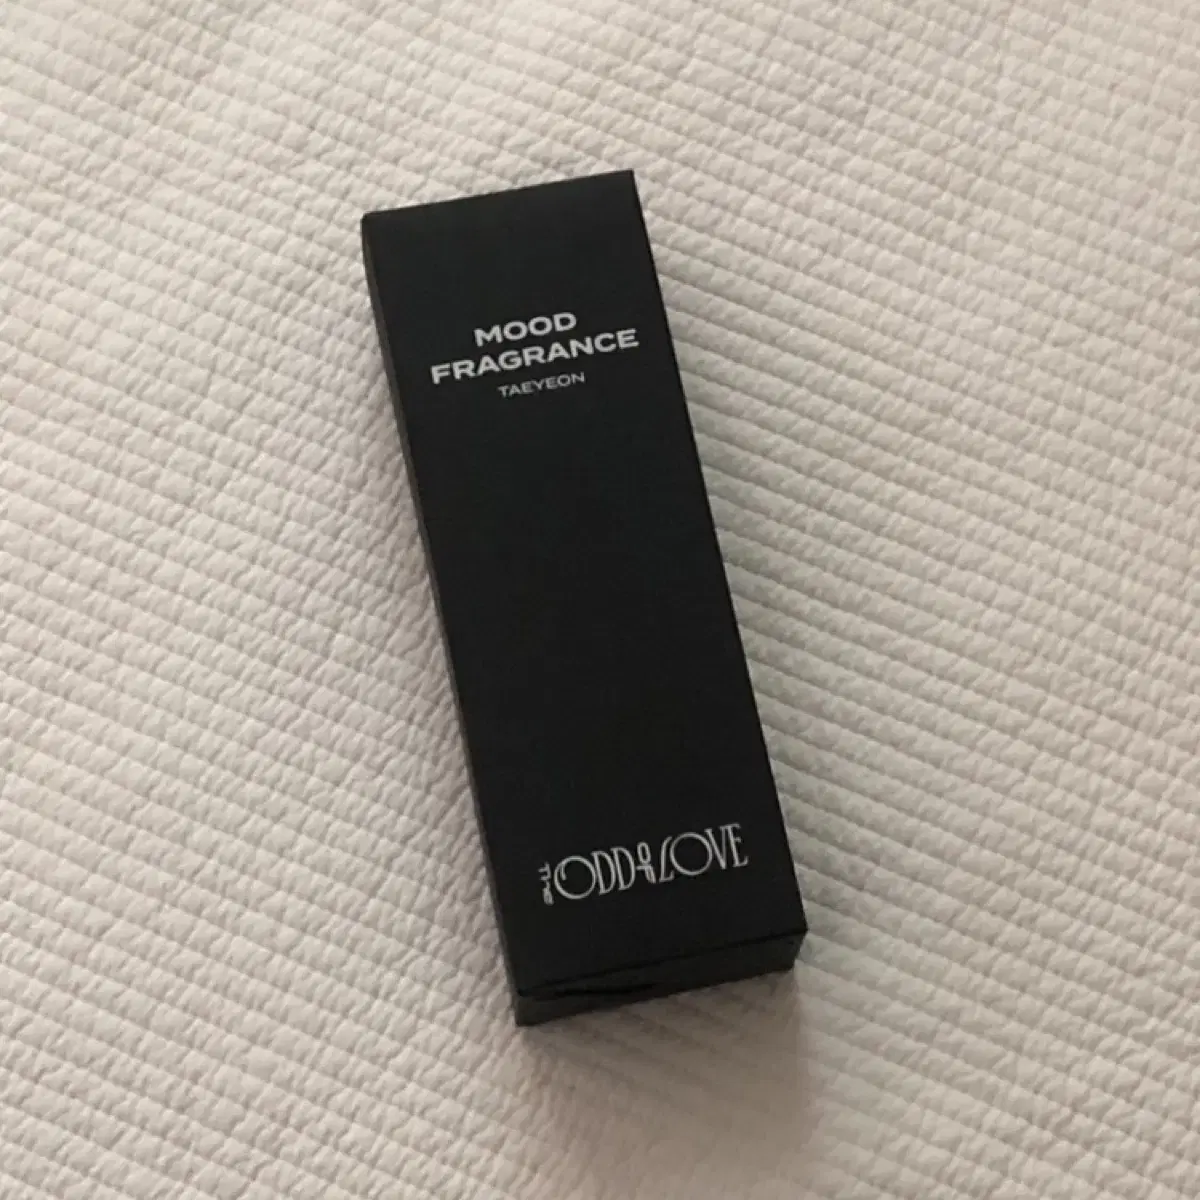 MOOD
FRAGRANCE
TAEYEON
THE ODD OF LOVE